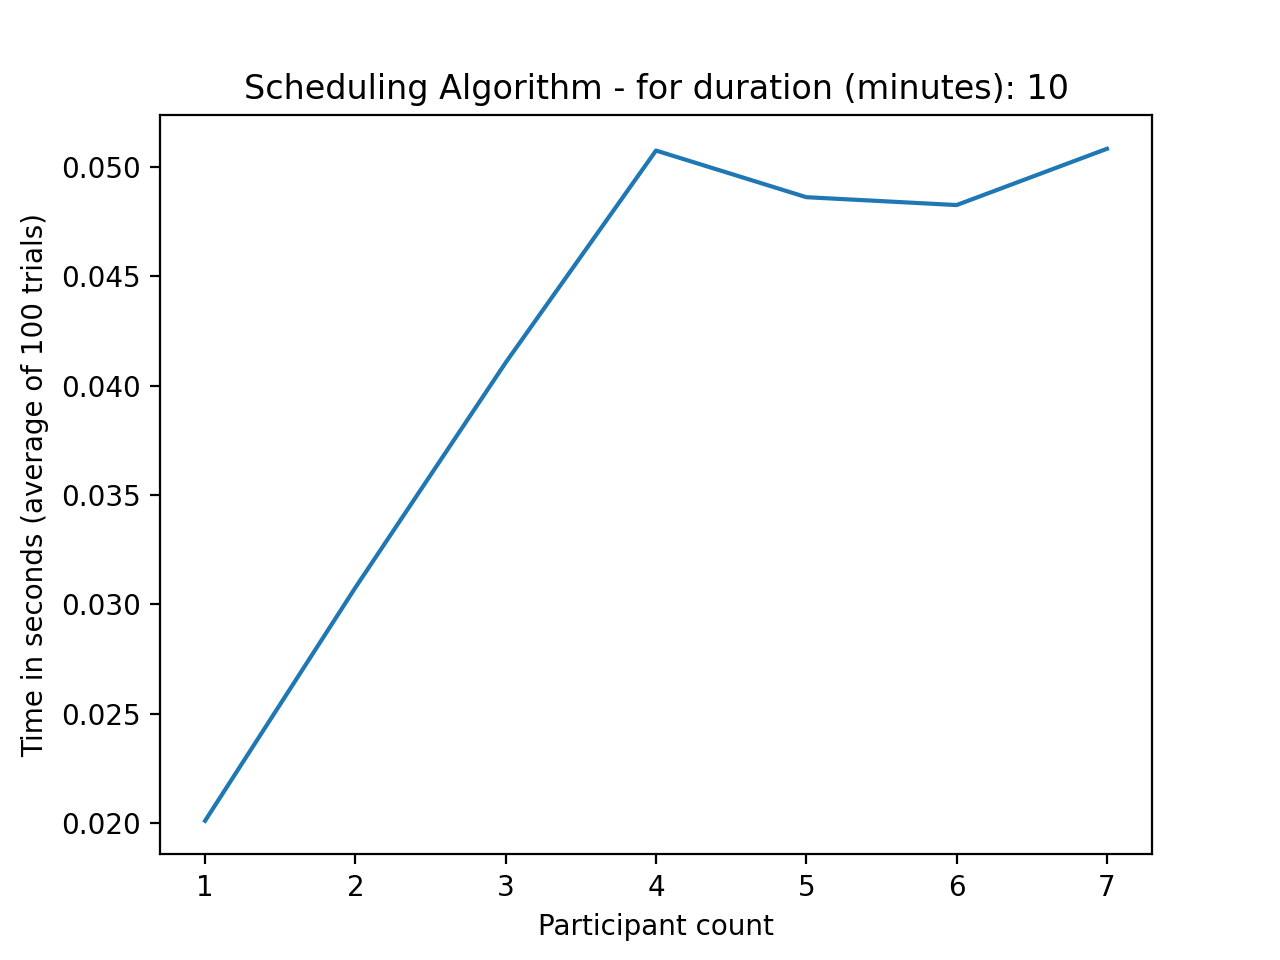 Scheduling Algorithm - for duration (minutes): 10
Time in seconds (average of 100 trials)
0.050
0.045
0.040
0.035
0.030
0.025
0.020
1 2 3 4 5 6 7
Participant count